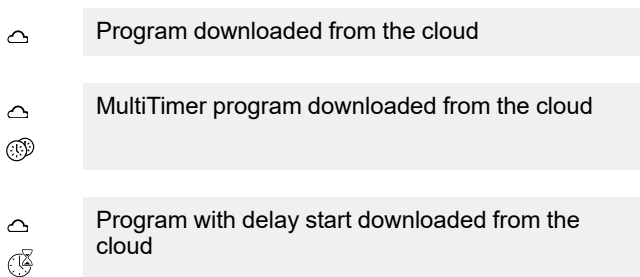 Program downloaded from the cloud
MultiTimer program downloaded from the cloud
Program with delay start downloaded from the
cloud